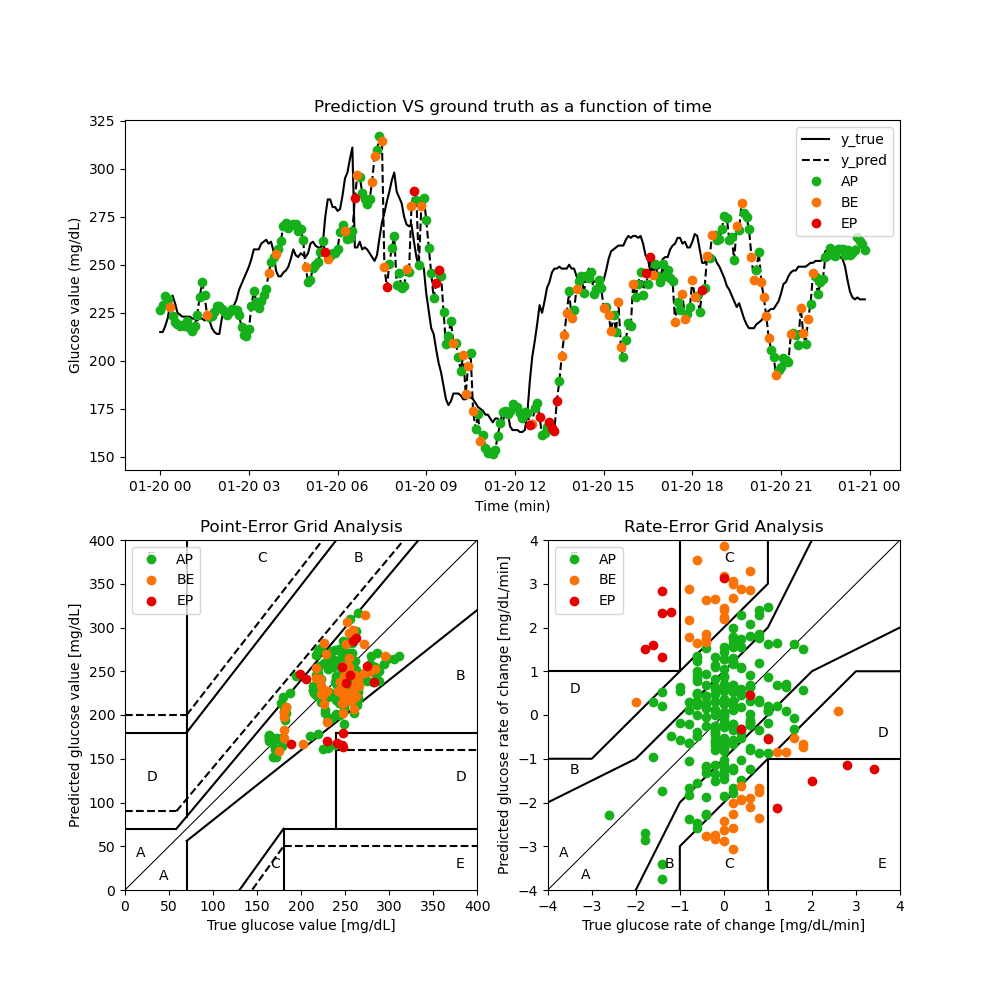 Prediction VS ground truth as a function of time
Glucose value (mg/dL)
325
300
275
250
225
200
175
150
y_true
y_pred
AP
BE
EP
01-20 00 01-20 03 01-20 06 01-20 09 01-20 12 01-20 15 01-20 18 01-20 21 01-21 00
Time (min)
Point-Error Grid Analysis
Predicted glucose value [mg/dL]
400
350
300
250
200
150
100
50
0
AP
BE
EP
C
B
B
D
D
A
A
C
E
0 50 100 150 200 250 300 350 400
True glucose value [mg/dL]
Rate-Error Grid Analysis
Predicted glucose rate of change [mg/dL/min]
4
3
2
1
0
−1
−2
−3
−4
AP
BE
EP
C
D
D
B
A
A
B
C
E
−4 −3 −2 −1 0 1 2 3 4
True glucose rate of change [mg/dL/min]